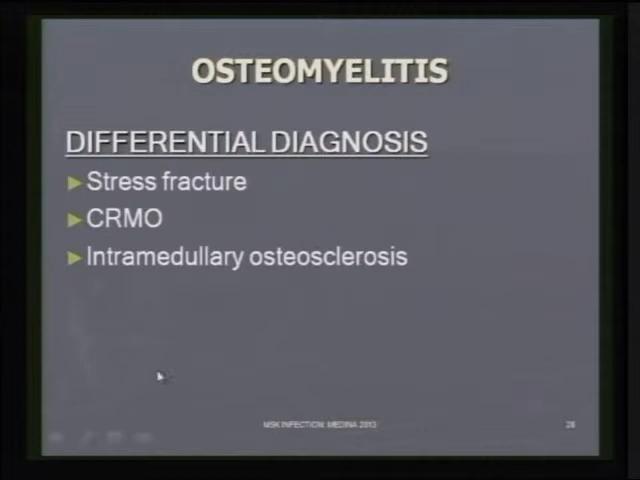 OSTEOMYELITIS
DIFFERENTIAL DIAGNOSIS
►Stress fracture
►CRMO
►Intramedullary osteosclerosis
MSK INFECTION: MEDINA 2013
28